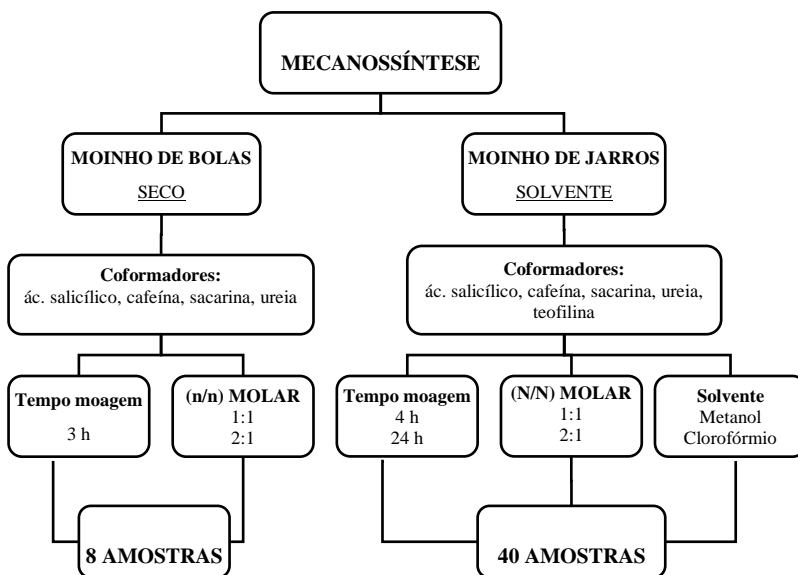 MECANOSSÍNTESE
MOINHO DE BOLAS
SECO
MOINHO DE JARROS
SOLVENTE
Coformadores:
ác. salicílico, cafeína, sacarina, ureia
Coformadores:
ác. salicílico, cafeína, sacarina, ureia,
teofilina
Tempo moagem
3 h
(n/n) MOLAR
1:1
2:1
Tempo moagem
4 h
24 h
(N/N) MOLAR
1:1
2:1
Solvente
Metanol
Clorofórmio
8 AMOSTRAS
40 AMOSTRAS